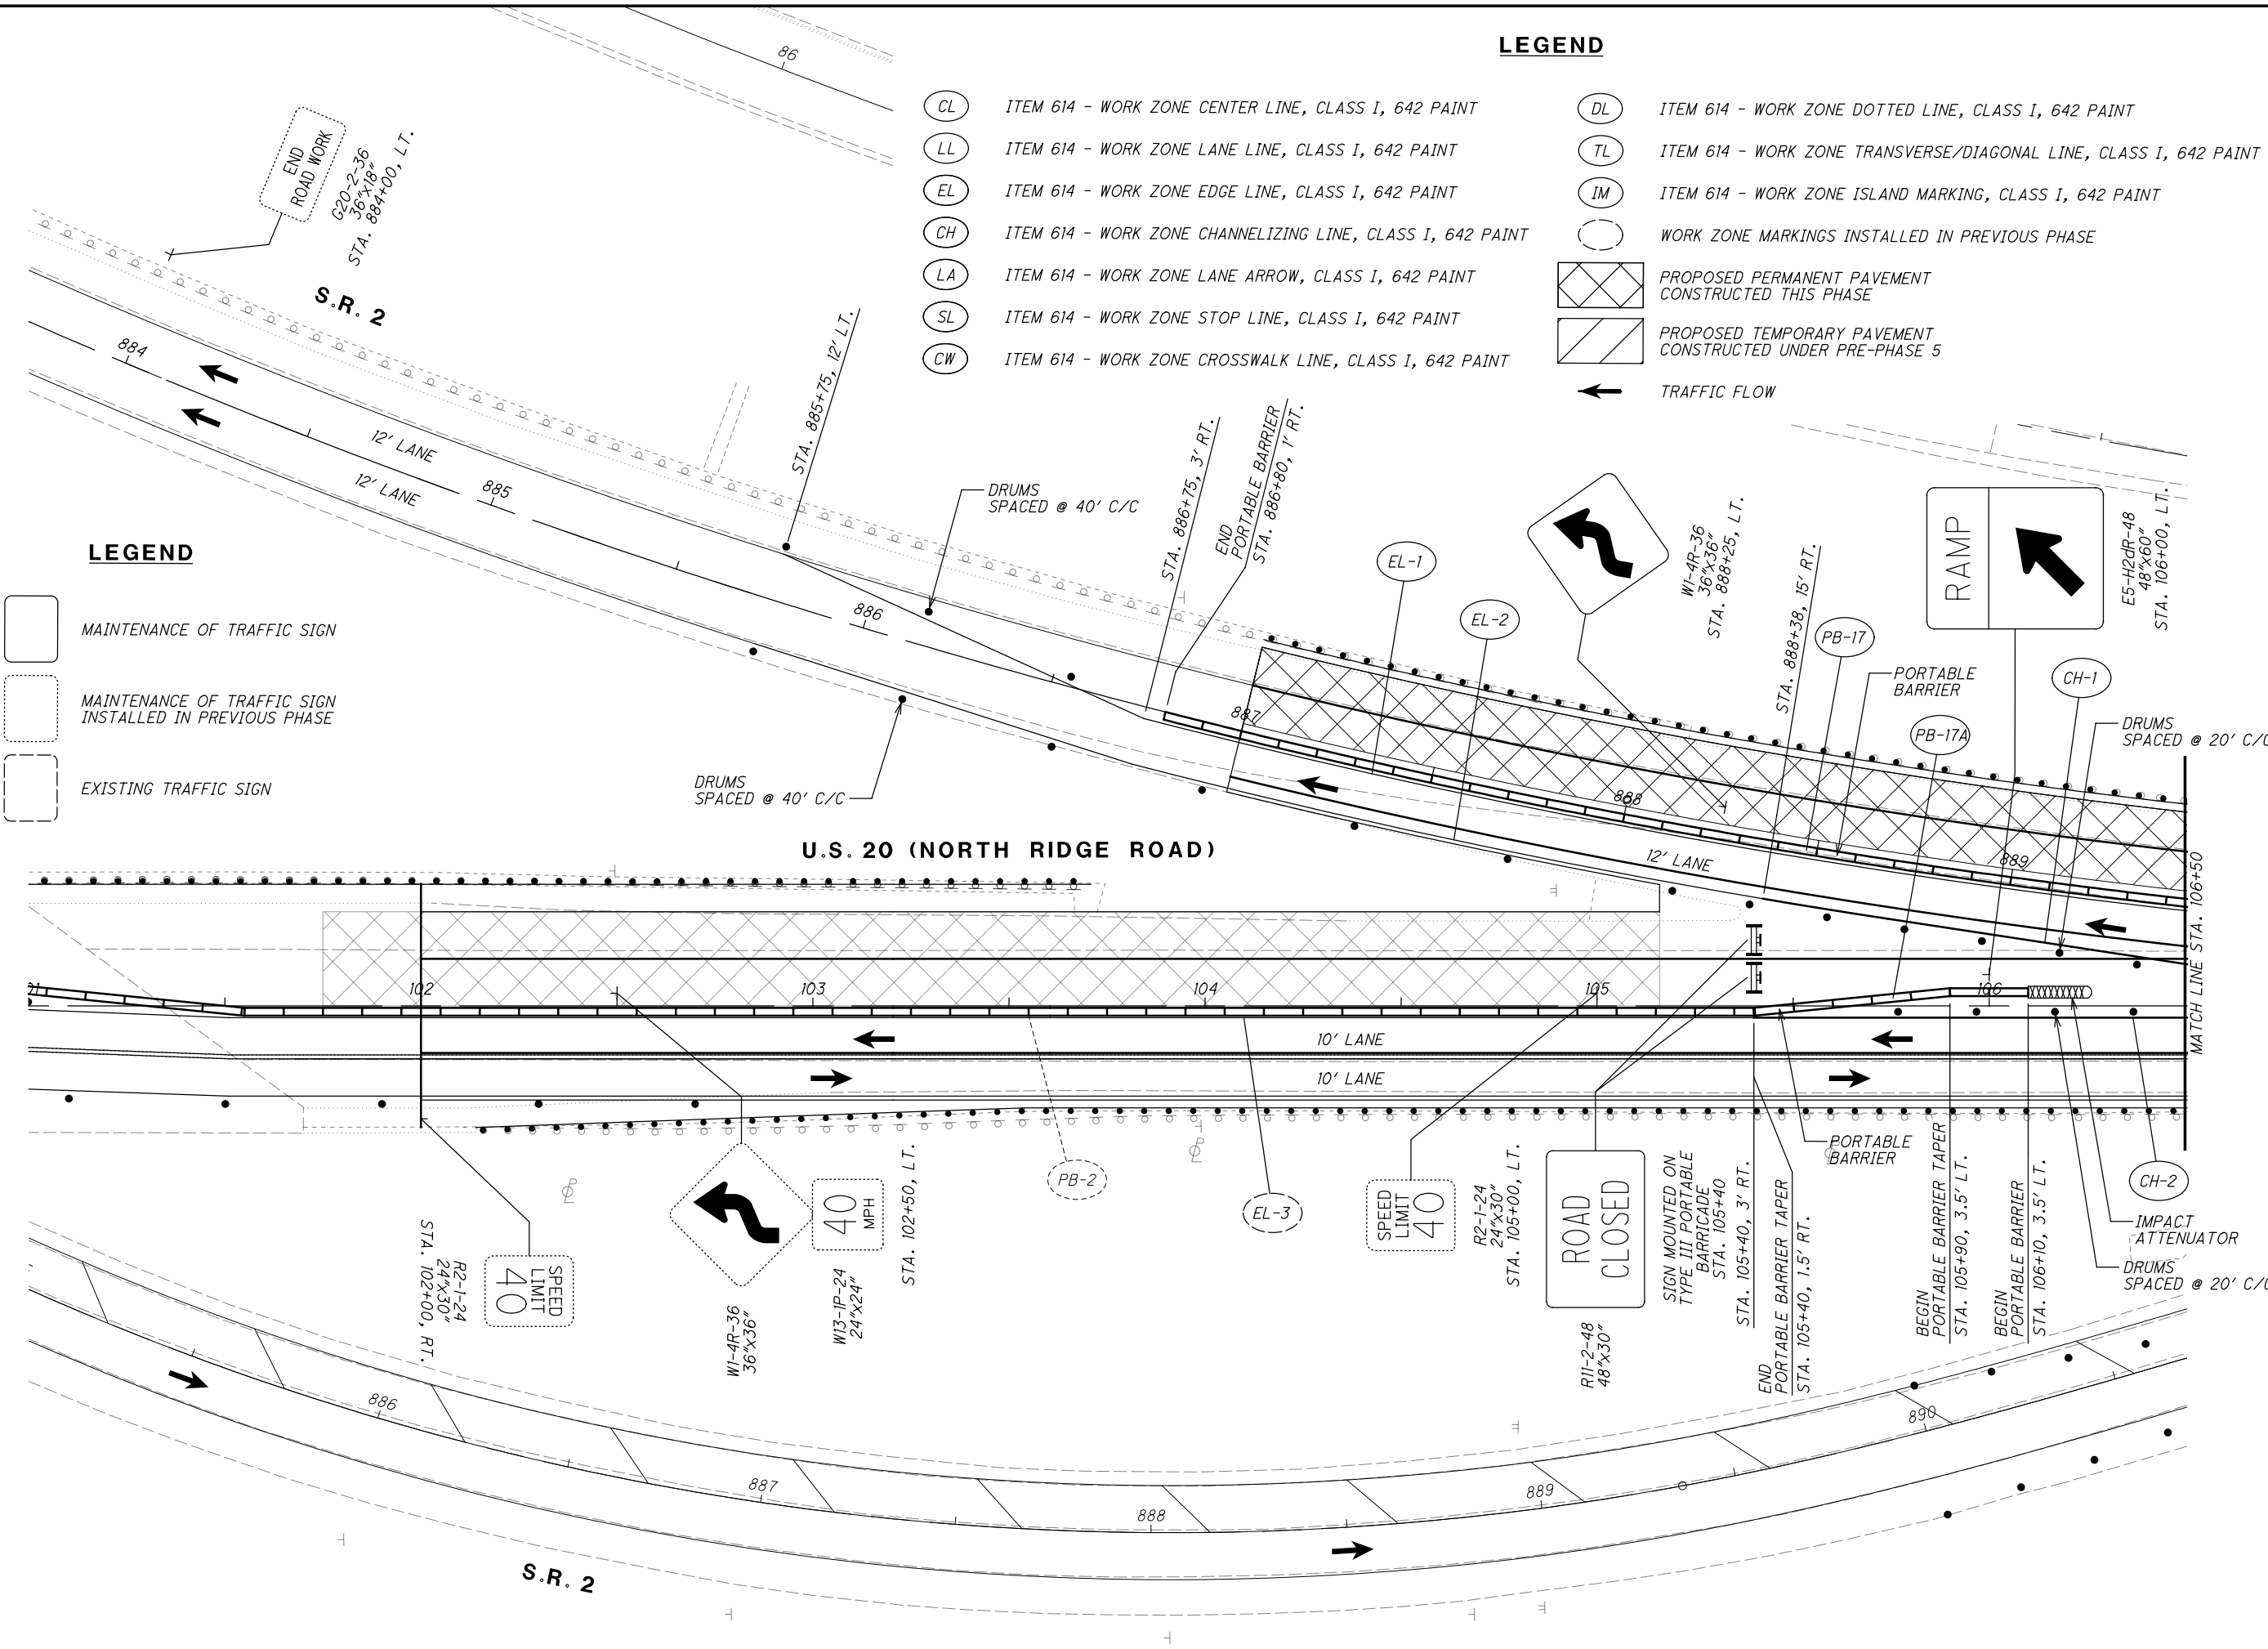 LEGEND
CL ITEM 614 - WORK ZONE CENTER LINE, CLASS I, 642 PAINT
LL ITEM 614 - WORK ZONE LANE LINE, CLASS I, 642 PAINT
EL ITEM 614 - WORK ZONE EDGE LINE, CLASS I, 642 PAINT
CH ITEM 614 - WORK ZONE CHANNELIZING LINE, CLASS I, 642 PAINT
LA ITEM 614 - WORK ZONE LANE ARROW, CLASS I, 642 PAINT
SL ITEM 614 - WORK ZONE STOP LINE, CLASS I, 642 PAINT
CW ITEM 614 - WORK ZONE CROSSWALK LINE, CLASS I, 642 PAINT
DL ITEM 614 - WORK ZONE DOTTED LINE, CLASS I, 642 PAINT
TL ITEM 614 - WORK ZONE TRANSVERSE/DIAGONAL LINE, CLASS I, 642 PAINT
IM ITEM 614 - WORK ZONE ISLAND MARKING, CLASS I, 642 PAINT
WORK ZONE MARKINGS INSTALLED IN PREVIOUS PHASE
PROPOSED PERMANENT PAVEMENT
CONSTRUCTED THIS PHASE
PROPOSED TEMPORARY PAVEMENT
CONSTRUCTED UNDER PRE-PHASE 5
TRAFFIC FLOW
86
END
ROAD WORK
G20-2-36
36"x18"
STA. 884+00, LT.
S.R. 2
884
12' LANE
12' LANE
885
STA. 885+75, 12' LT.
DRUMS
SPACED @ 40' C/C
886
STA. 886+75, 3' RT.
END
PORTABLE BARRIER
STA. 886+80, 1' RT.
EL-1
EL-2
W1-4R-36
36"x36"
STA. 888+25, LT.
STA. 888+38, 15' RT.
PB-17
PORTABLE
BARRIER
RAMP
E5-H2dR-48
48"x60"
STA. 106+00, LT.
CH-1
PB-17A
DRUMS
SPACED @ 20' C/C
887
888
889
12' LANE
MATCH LINE STA. 106+50
LEGEND
MAINTENANCE OF TRAFFIC SIGN
MAINTENANCE OF TRAFFIC SIGN
INSTALLED IN PREVIOUS PHASE
EXISTING TRAFFIC SIGN
DRUMS
SPACED @ 40' C/C
U.S. 20 (NORTH RIDGE ROAD)
102
103
104
105
106
10' LANE
10' LANE
STA. 102+00, RT.
24"x30"
R2-1-24
SPEED
LIMIT
40
W1-4R-36
36"x36"
40
MPH
W13-1P-24
24"x24"
STA. 102+50, LT.
PB-2
EL-3
SPEED
LIMIT
40
R2-1-24
24"x30"
STA. 105+00, LT.
ROAD
CLOSED
R11-2-48
48"x30"
SIGN MOUNTED ON
TYPE III PORTABLE
BARRICADE
STA. 105+40
STA. 105+40, 3' RT.
END
PORTABLE BARRIER TAPER
STA. 105+40, 1.5' RT.
PORTABLE
BARRIER
BEGIN
PORTABLE BARRIER TAPER
STA. 105+90, 3.5' LT.
BEGIN
PORTABLE BARRIER
STA. 106+10, 3.5' LT.
CH-2
IMPACT
ATTENUATOR
DRUMS
SPACED @ 20' C/C
886
887
888
889
890
S.R. 2